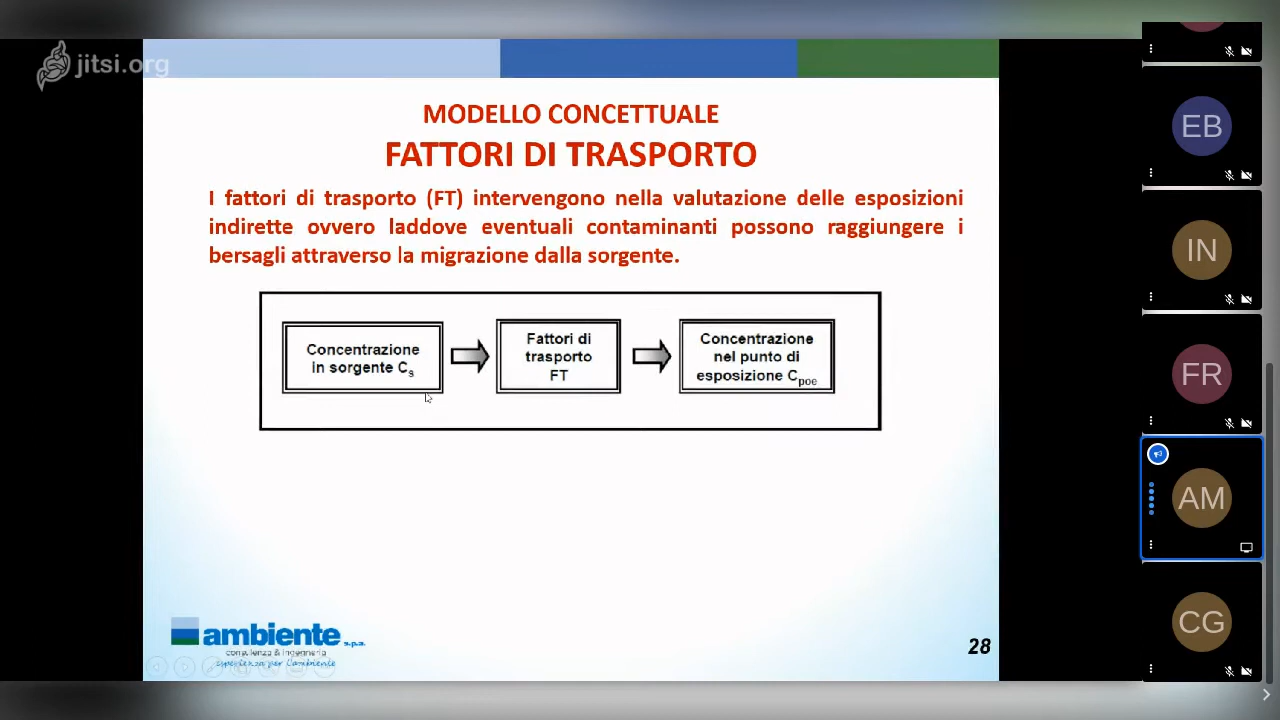 jitsi.org
MODELLO CONCETTUALE
FATTORI DI TRASPORTO
I fattori di trasporto (FT) intervengono nella valutazione delle esposizioni
indirette ovvero laddove eventuali contaminanti possono raggiungere i
bersagli attraverso la migrazione dalla sorgente.
Concentrazione
in sorgente Cs
Fattori di
trasporto
FT
Concentrazione
nel punto di
esposizione Cpoe
ambiente s.p.a.
consulenza & ingegneria
esperienza per l'ambiente
28
EB
IN
FR
AM
CG